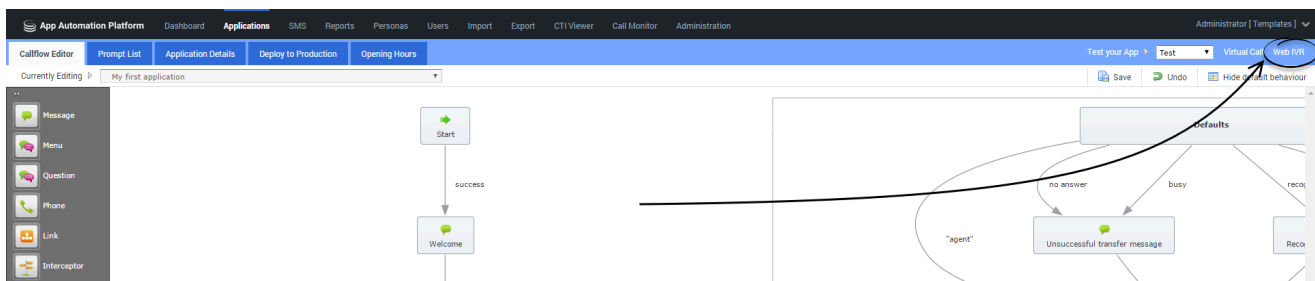 App Automation Platform Dashboard Applications SMS Reports Personas Users Import Export CTI Viewer Call Monitor Administration Administrator [ Templates ]
Callflow Editor Prompt List Application Details Deploy to Production Opening Hours Test your App Test Virtual Call Web IVR
Currently Editing My first application Save Undo Hide default behaviour
Message
Menu
Question
Phone
Link
Interceptor
Start
success
Welcome
Defaults
no answer
busy
"agent"
Unsuccessful transfer message